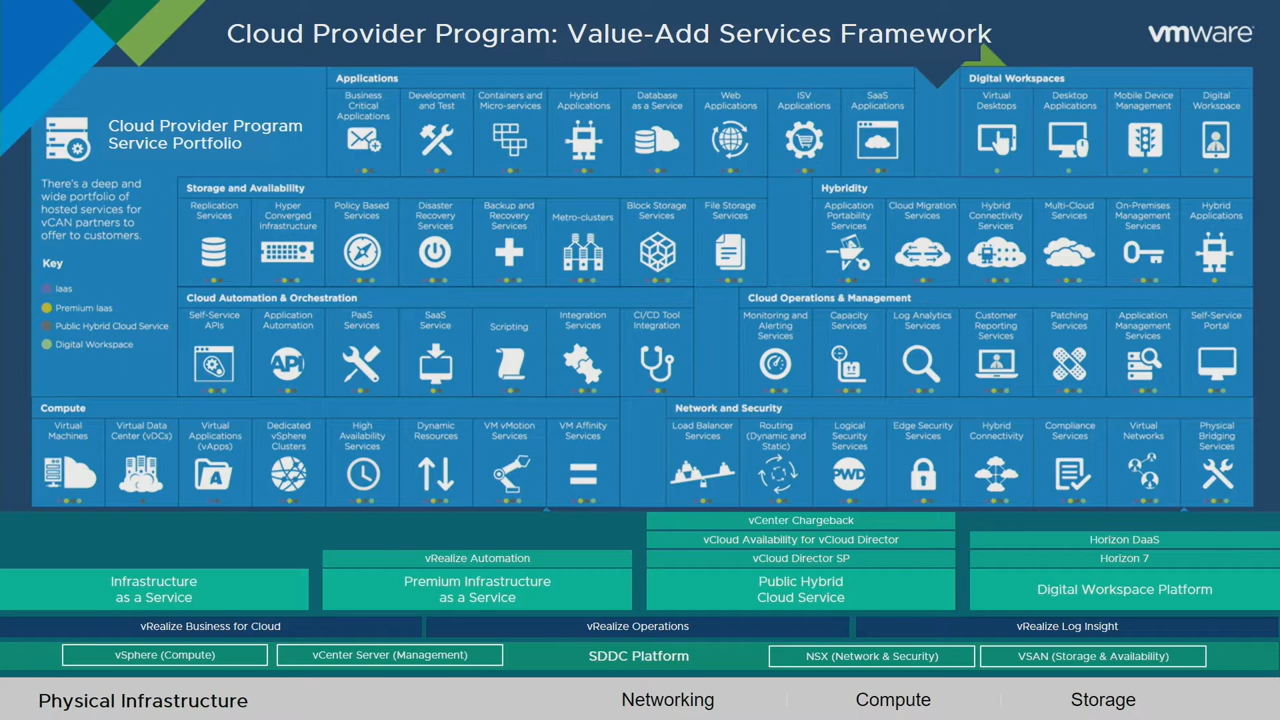 Cloud Provider Program: Value-Add Services Framework
vmware
Cloud Provider Program
Service Portfolio
There's a deep and
wide portfolio of
hosted services for
vCAN partners to
offer to customers.
Key
Iaas
Premium Iaas
Public Hybrid Cloud Service
Digital Workspace
Applications
Business
Critical
Applications
Development
and Test
Containers and
Micro-services
Hybrid
Applications
Database
as a Service
Web
Applications
ISV
Applications
SaaS
Applications
Digital Workspaces
Virtual
Desktops
Desktop
Applications
Mobile Device
Management
Digital
Workspace
Storage and Availability
Replication
Services
Hyper
Converged
Infrastructure
Policy Based
Services
Disaster
Recovery
Services
Backup and
Recovery
Services
Metro-clusters
Block Storage
Services
File Storage
Services
Hybridity
Application
Portability
Services
Cloud Migration
Services
Hybrid
Connectivity
Services
Multi-Cloud
Services
On-Premises
Management
Services
Hybrid
Applications
Cloud Automation & Orchestration
Self-Service
APIs
Application
Automation
API
PaaS
Services
SaaS
Service
Scripting
Integration
Services
CI/CD Tool
Integration
Cloud Operations & Management
Monitoring and
Alerting
Services
Capacity
Services
Log Analytics
Services
Customer
Reporting
Services
Patching
Services
Application
Management
Services
Self-Service
Portal
Compute
Virtual
Machines
Virtual Data
Center (vDCs)
Virtual
Applications
(vApps)
A
Dedicated
vSphere
Clusters
High
Availability
Services
Dynamic
Resources
VM vMotion
Services
VM Affinity
Services
Network and Security
Load Balancer
Services
Routing
(Dynamic and
Static)
Logical
Security
Services
PWD
Edge Security
Services
Hybrid
Connectivity
Compliance
Services
Virtual
Networks
Physical
Bridging
Services
vCenter Chargeback
vCloud Availability for vCloud Director
Horizon DaaS
vRealize Automation
vCloud Director SP
Horizon 7
Infrastructure
as a Service
Premium Infrastructure
as a Service
Public Hybrid
Cloud Service
Digital Workspace Platform
vRealize Business for Cloud
vRealize Operations
vRealize Log Insight
vSphere (Compute)
vCenter Server (Management)
SDDC Platform
NSX (Network & Security)
VSAN (Storage & Availability)
Physical Infrastructure
Networking
Compute
Storage